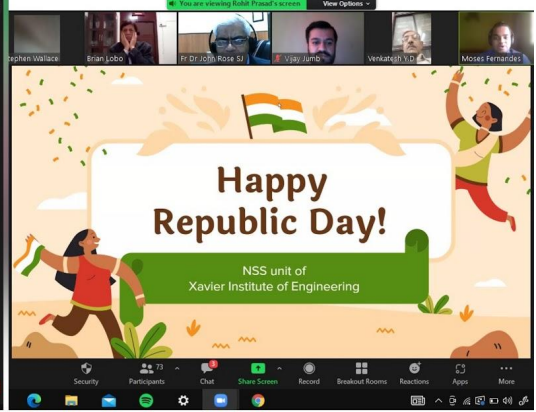 You are viewing Rohit Prasad's screen
View Options
tephen Wallace
Brian Lobo
Fr Dr John Rose SJ
Vijay Jumb
Venkatesh Y.D
Moses Fernandes
Happy
Republic Day!
NSS unit of
Xavier Institute of Engineering
73
3
Security
Participants
Chat
Share Screen
Record
Breakout Rooms
Reactions
Apps
More